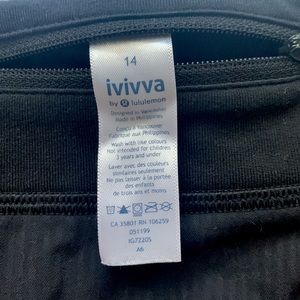 14
ivivva
by lululemon
Designed in Vancouver
Made in Philippines
Conçu à Vancouver
Fabriqué aux Philippines
Wash with like colours
Not intended for children
3 years and under
Laver avec des couleurs
similaires seulement
Ne pas laisser à la portée
des enfants
de trois ans et moins
CA 35801 RN 106259
051199
IG7220S
A6